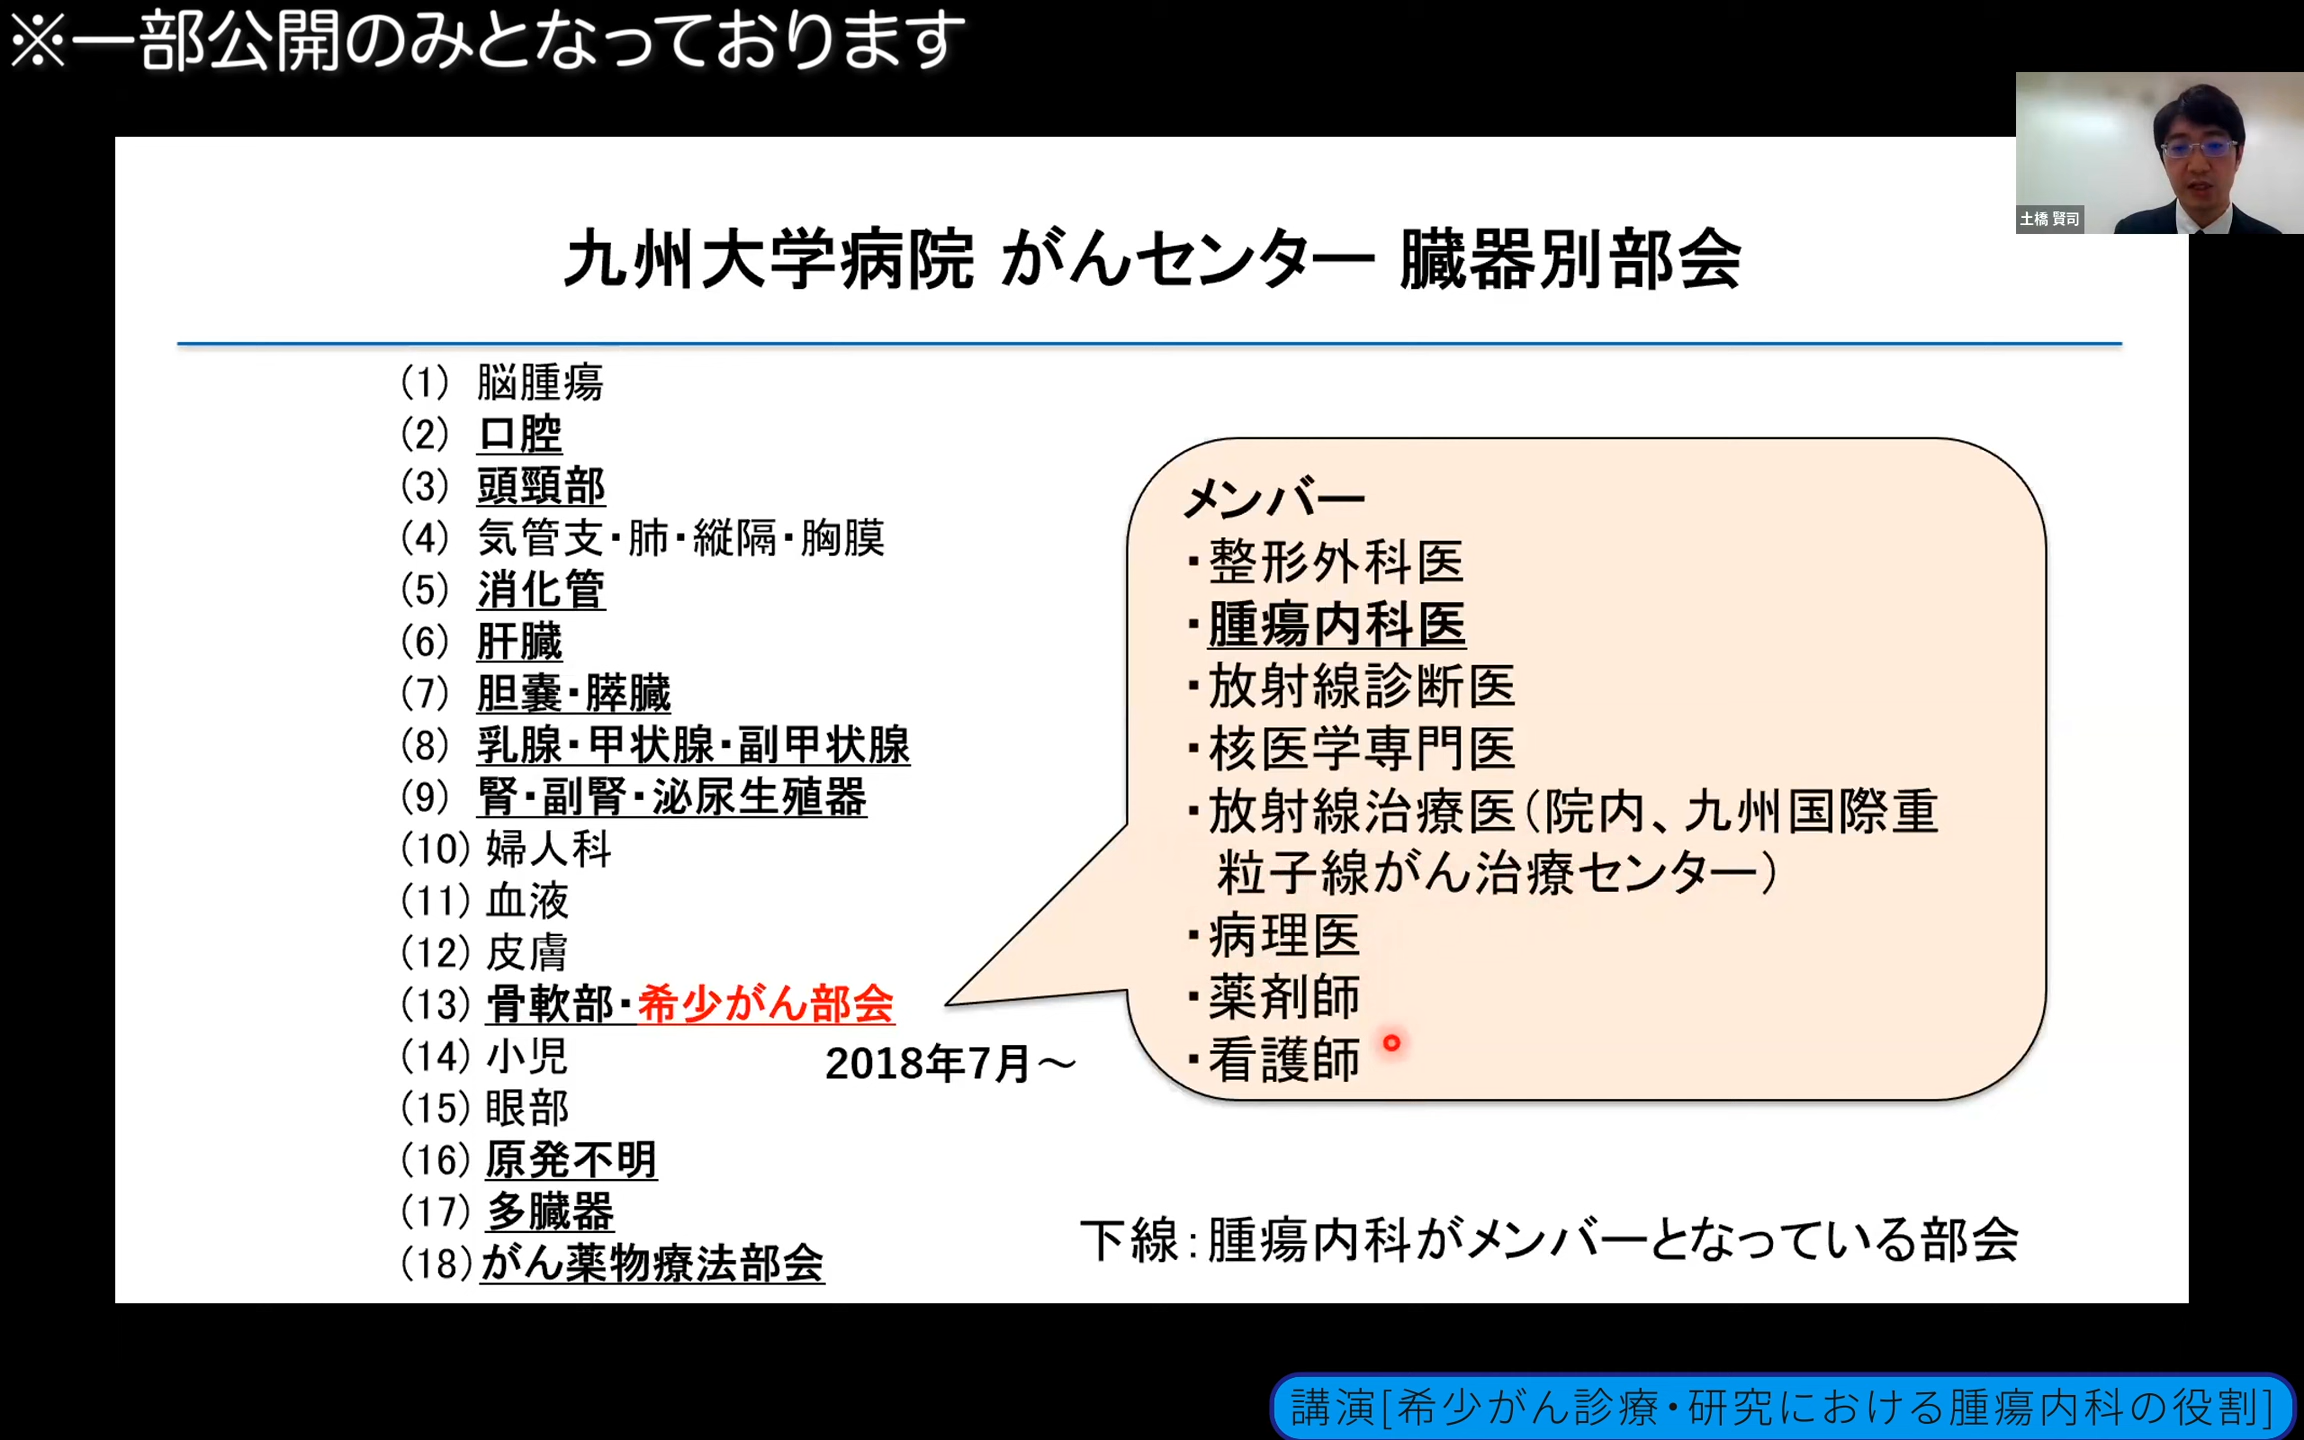 ※一部公開のみとなっております
土橋 賢司
九州大学病院 がんセンター 臓器別部会
(1) 脳腫瘍
(2) 口腔
(3) 頭頸部
(4) 気管支・肺・縦隔・胸膜
(5) 消化管
(6) 肝臓
(7) 胆嚢・膵臓
(8) 乳腺・甲状腺・副甲状腺
(9) 腎・副腎・泌尿生殖器
(10) 婦人科
(11) 血液
(12) 皮膚
(13) 骨軟部・希少がん部会
2018年7月～
(14) 小児
(15) 眼部
(16) 原発不明
(17) 多臓器
(18) がん薬物療法部会
メンバー
・整形外科医
・腫瘍内科医
・放射線診断医
・核医学専門医
・放射線治療医（院内、九州国際重
粒子線がん治療センター）
・病理医
・薬剤師
・看護師
下線：腫瘍内科がメンバーとなっている部会
講演[希少がん診療・研究における腫瘍内科の役割]